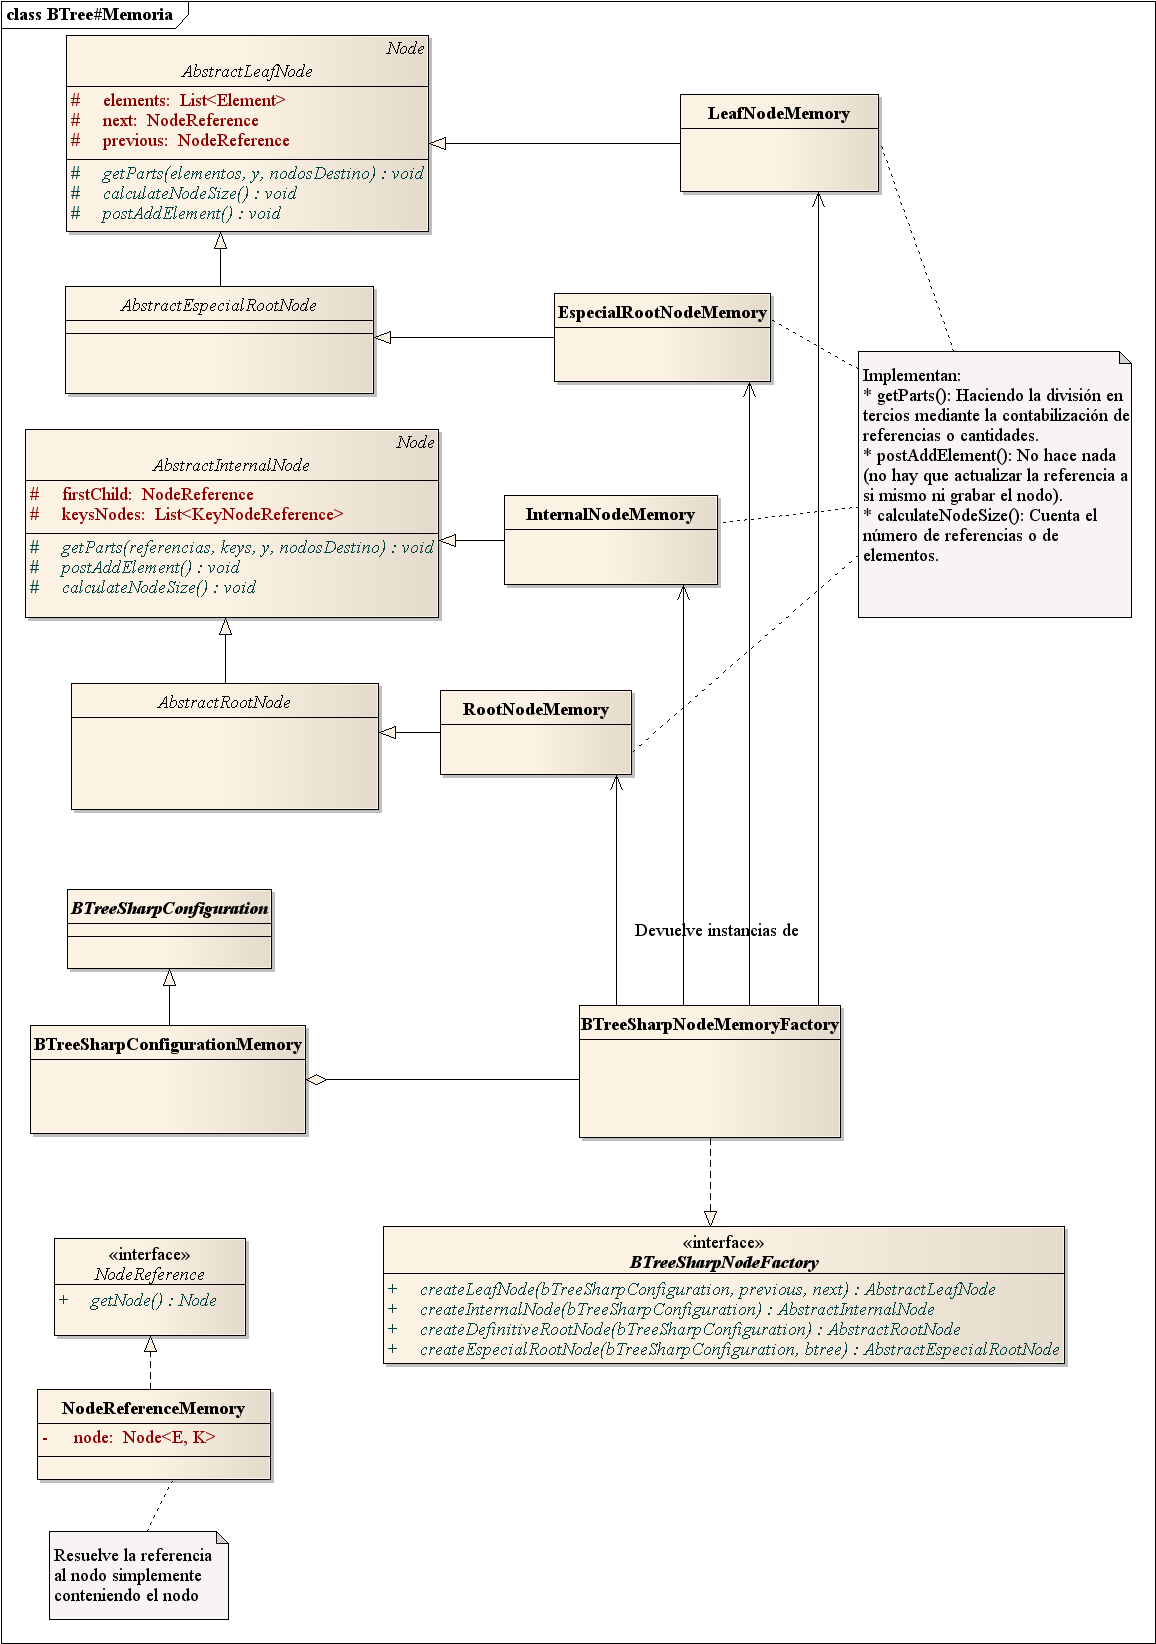 class BTree#Memoria
Node
AbstractLeafNode
# elements: List<Element>
# next: NodeReference
# previous: NodeReference
# getParts(elementos, y, nodosDestino) : void
# calculateNodeSize() : void
# postAddElement() : void
LeafNodeMemory
AbstractEspecialRootNode
EspecialRootNodeMemory
Implementan:
* getParts(): Haciendo la división en
tercios mediante la contabilización de
referencias o cantidades.
* postAddElement(): No hace nada
(no hay que actualizar la referencia a
si mismo ni grabar el nodo).
* calculateNodeSize(): Cuenta el
número de referencias o de
elementos.
Node
AbstractInternalNode
# firstChild: NodeReference
# keysNodes: List<KeyNodeReference>
# getParts(referencias, keys, y, nodosDestino) : void
# postAddElement() : void
# calculateNodeSize() : void
InternalNodeMemory
AbstractRootNode
RootNodeMemory
BTreeSharpConfiguration
Devuelve instancias de
BTreeSharpConfigurationMemory
BTreeSharpNodeMemoryFactory
«interface»
BTreeSharpNodeFactory
+ createLeafNode(bTreeSharpConfiguration, previous, next) : AbstractLeafNode
+ createInternalNode(bTreeSharpConfiguration) : AbstractInternalNode
+ createDefinitiveRootNode(bTreeSharpConfiguration) : AbstractRootNode
+ createEspecialRootNode(bTreeSharpConfiguration, btree) : AbstractEspecialRootNode
«interface»
NodeReference
+ getNode() : Node
NodeReferenceMemory
- node: Node<E, K>
Resuelve la referencia
al nodo simplemente
conteniendo el nodo